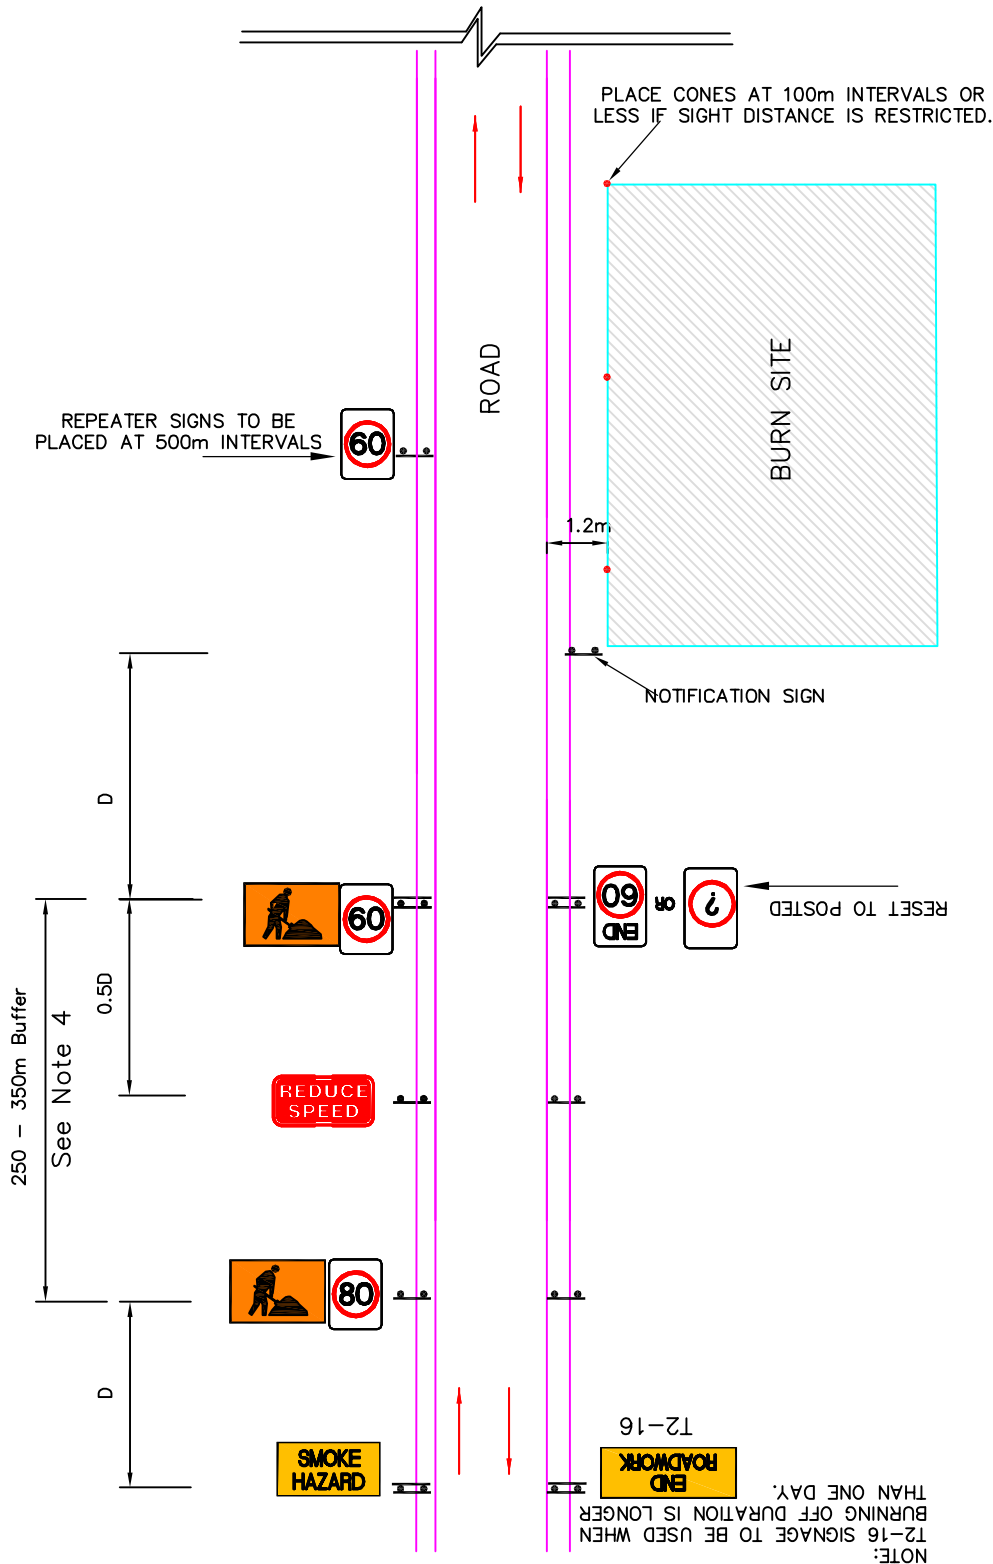 PLACE CONES AT 100m INTERVALS OR
LESS IF SIGHT DISTANCE IS RESTRICTED.
ROAD
BURN SITE
REPEATER SIGNS TO BE
PLACED AT 500m INTERVALS
60
1.2m
NOTIFICATION SIGN
D
60
END
60
OR
?
RESET TO POSTED
0.5D
250 - 350m Buffer
See Note 4
REDUCE
SPEED
80
D
SMOKE
HAZARD
T2-16
END
ROADWORK
NOTE:
T2-16 SIGNAGE TO BE USED WHEN
BURNING OFF DURATION IS LONGER
THAN ONE DAY.